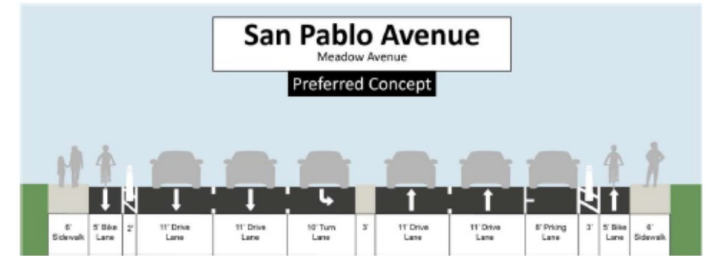 San Pablo Avenue
Meadow Avenue
Preferred Concept
6' Sidewalk
5' Bike Lane
2'
11' Drive Lane
11' Drive Lane
10' Turn Lane
3'
11' Drive Lane
11' Drive Lane
8' Prking Lane
3'
5' Bike Lane
6' Sidewalk